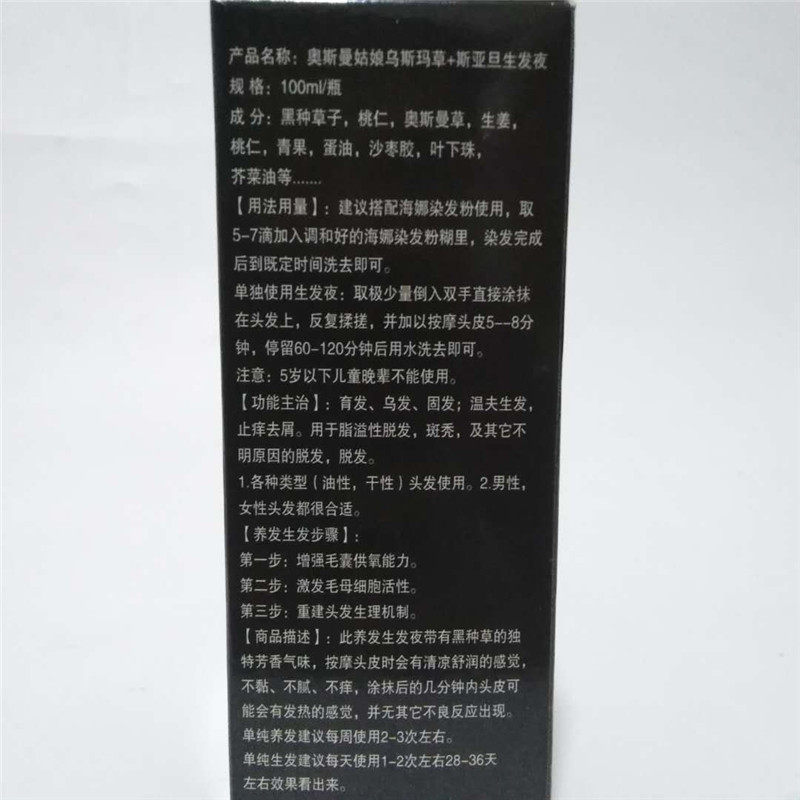 产品名称：奥斯曼姑娘乌斯玛草+斯亚旦生发夜
规 格：100ml/瓶
成 分：黑种草子，桃仁，奥斯曼草，生姜，
桃仁，青果，蛋油，沙枣胶，叶下珠，
芥菜油等.......
【用法用量】：建议搭配海娜染发粉使用，取
5-7滴加入调和好的海娜染发粉糊里，染发完成
后到既定时间洗去即可。
单独使用生发夜：取极少量倒入双手直接涂抹
在头发上，反复揉搓，并加以按摩头皮5--8分
钟，停留60-120分钟后用水洗去即可。
注意：5岁以下儿童晚辈不能使用。
【功能主治】：育发、乌发、固发；温夫生发，
止痒去屑。用于脂溢性脱发，斑秃，及其它不
明原因的脱发，脱发。
1.各种类型（油性，干性）头发使用。2.男性，
女性头发都很合适。
【养发生发步骤】：
第一步：增强毛囊供氧能力。
第二步：激发毛母细胞活性。
第三步：重建头发生理机制。
【商品描述】：此养发生发夜带有黑种草的独
特芳香气味，按摩头皮时会有清凉舒润的感觉，
不黏、不腻、不痒，涂抹后的几分钟内头皮可
能会有发热的感觉，并无其它不良反应出现。
单纯养发建议每周使用2-3次左右。
单纯生发建议每天使用1-2次左右28-36天
左右效果看出来。